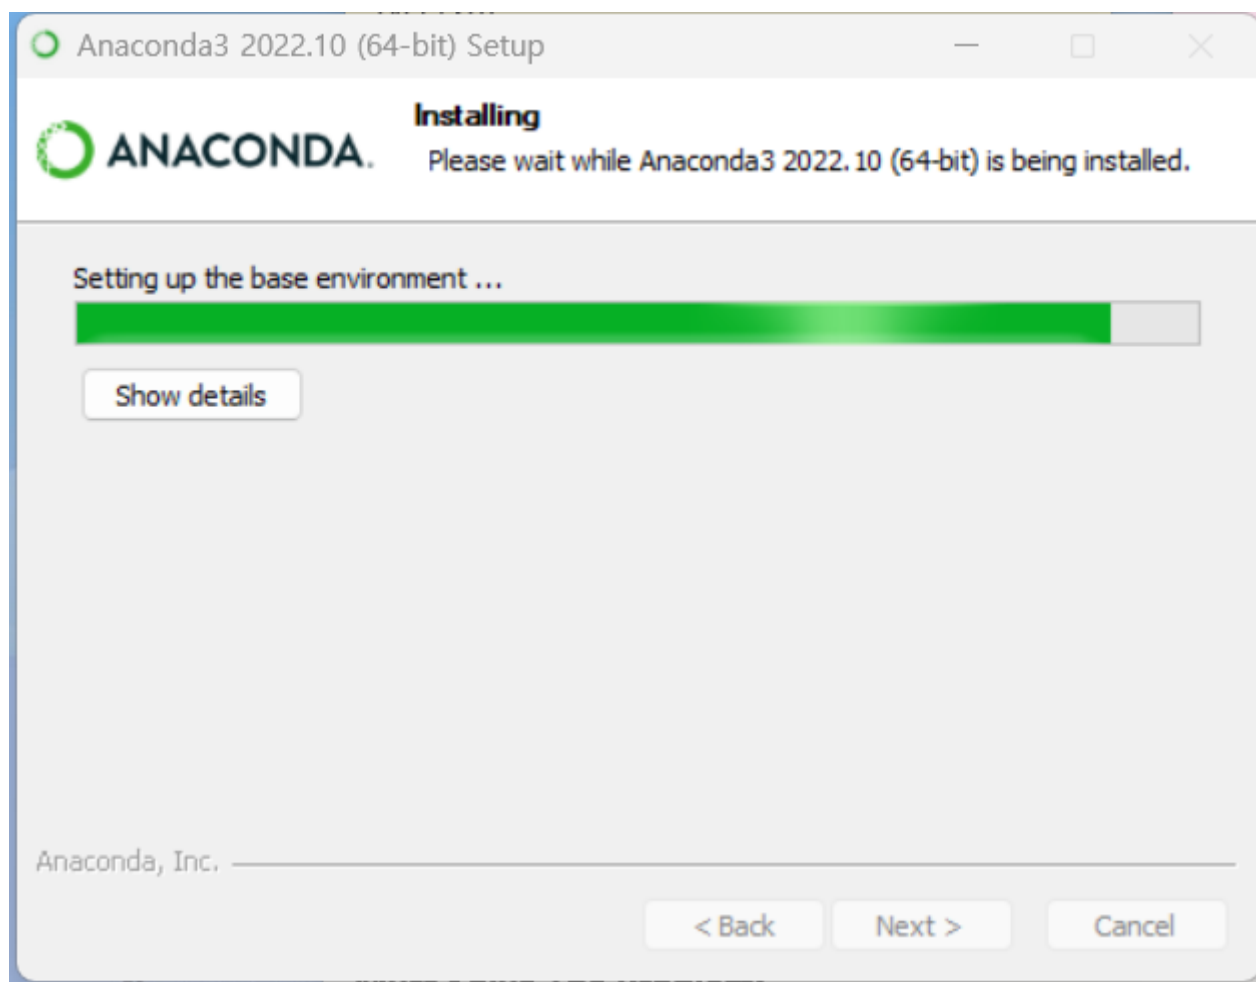 Anaconda3 2022.10 (64-bit) Setup
ANACONDA.
Installing
Please wait while Anaconda3 2022.10 (64-bit) is being installed.
Setting up the base environment ...
Show details
Anaconda, Inc.
< Back
Next >
Cancel